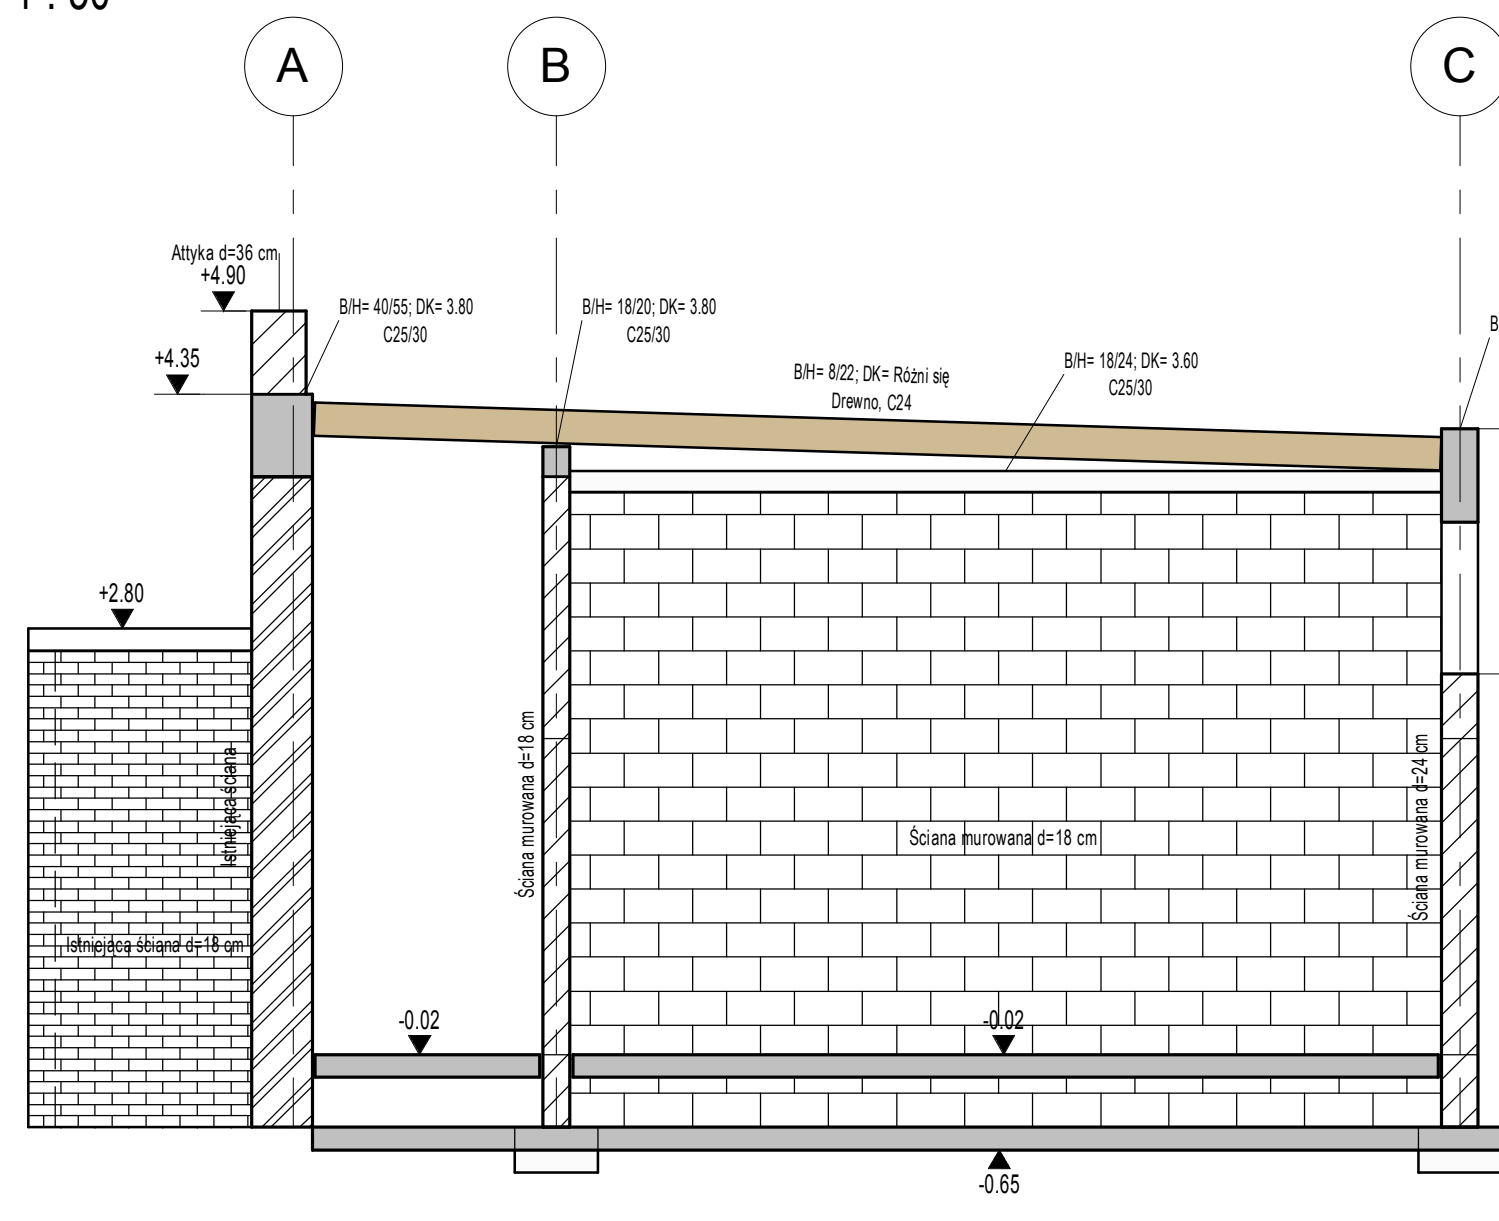 A
B
C
Attyka d=36 cm
+4.90
B/H= 40/55; DK= 3.80
C25/30
B/H= 18/20; DK= 3.80
C25/30
B
+4.35
B/H= 8/22; DK= Różni się
Drewno, C24
B/H= 18/24; DK= 3.60
C25/30
+2.80
Istniejąca ściana
Ściana murowana d=18 cm
Ściana murowana d=18 cm
Ściana murowana d=24 cm
Istniejąca ściana d=18 cm
-0.02
-0.02
-0.65